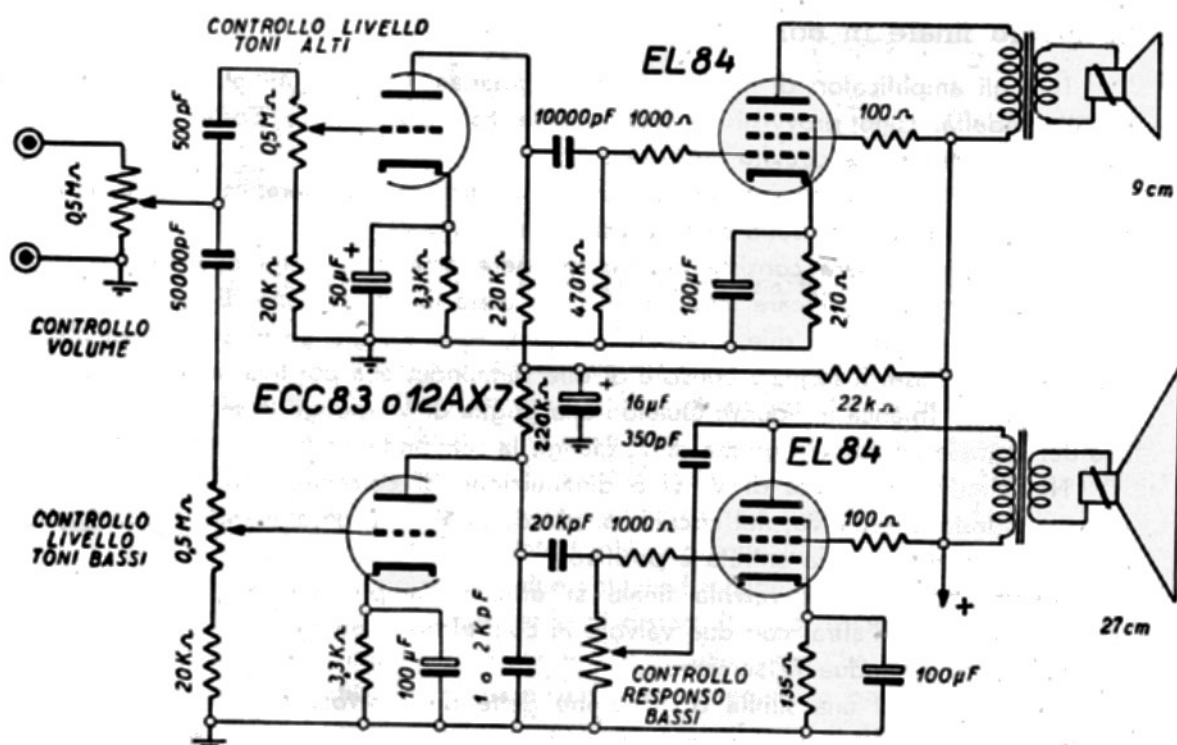 CONTROLLO LIVELLO
TONI ALTI
EL84
500pF
0,5MΩ
10000pF
1000Ω
100Ω
9cm
0,5MΩ
50000pF
20KΩ
50µF
+
3,3KΩ
220KΩ
470KΩ
100µF
210Ω
CONTROLLO
VOLUME
ECC83 o 12AX7
220KΩ
+
16µF
22kΩ
350pF
EL84
CONTROLLO
LIVELLO
TONI BASSI
0,5MΩ
20KpF
1000Ω
100Ω
+
27cm
20KΩ
3,3KΩ
100µF
1 o 2KpF
CONTROLLO
RESPONSO
BASSI
135Ω
100µF